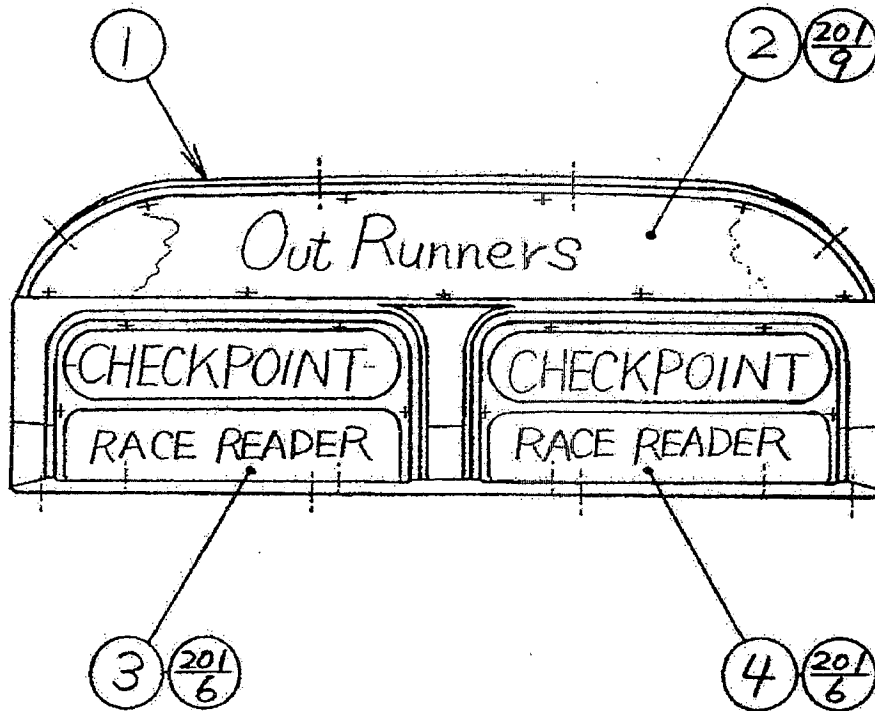 1 2 201/9
Out Runners
CHECKPOINT CHECKPOINT
RACE READER RACE READER
3 201/6 4 201/6